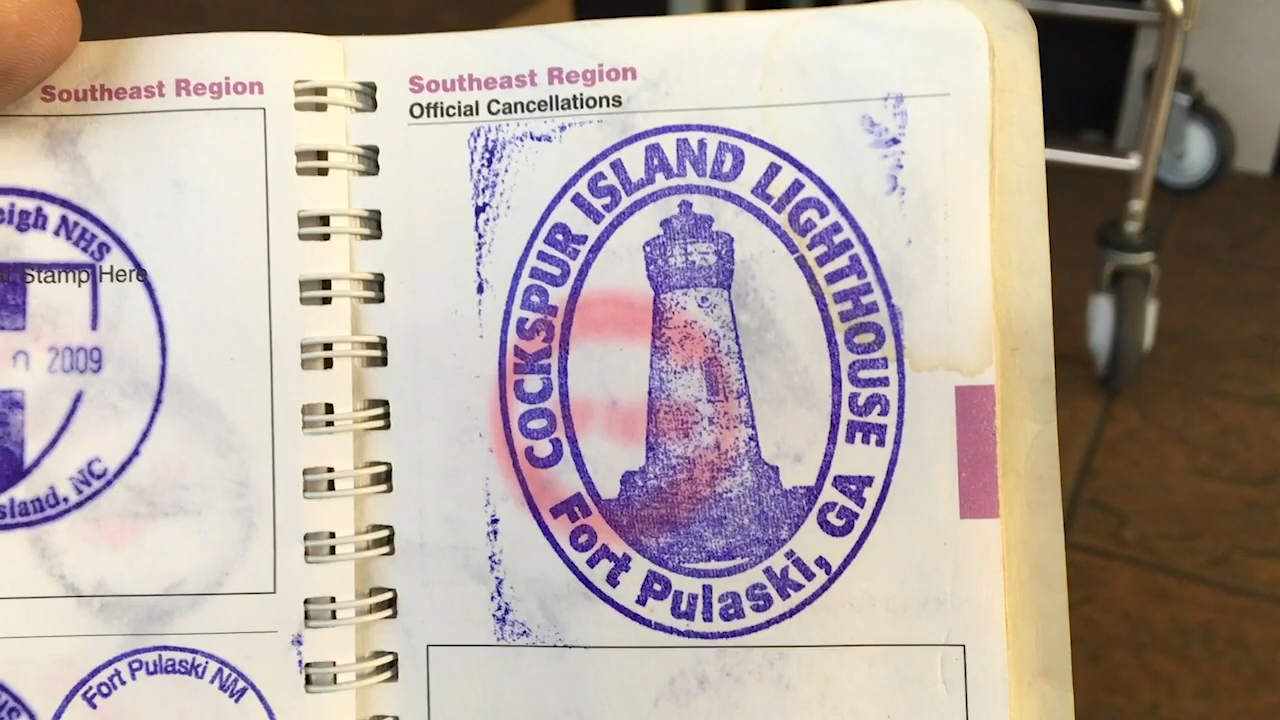 Southeast Region
eigh NHS
Stamp Here
2009
sland, NC
Fort Pulaski NM
Southeast Region
Official Cancellations
COCKSPUR ISLAND LIGHTHOUSE
Fort Pulaski, GA